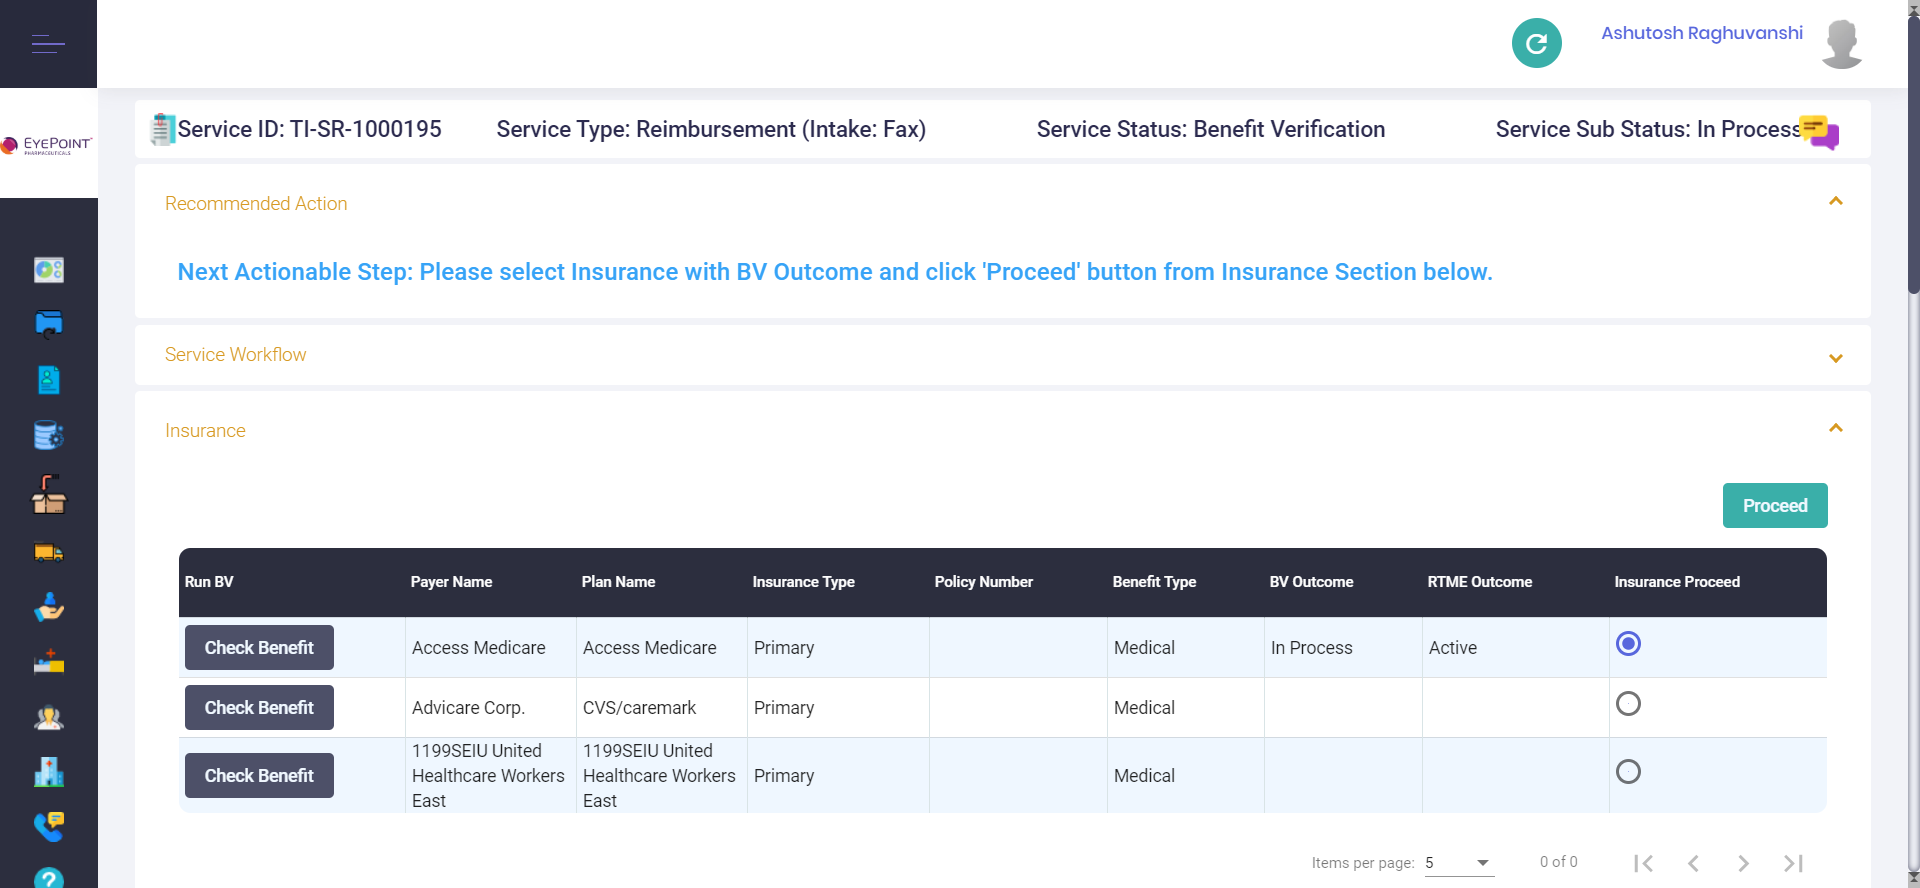 Ashutosh Raghuvanshi
EYEPOINT
PHARMACEUTICALS
Service ID: TI-SR-1000195 Service Type: Reimbursement (Intake: Fax) Service Status: Benefit Verification Service Sub Status: In Process
Recommended Action
Next Actionable Step: Please select Insurance with BV Outcome and click 'Proceed' button from Insurance Section below.
Service Workflow
Insurance
Proceed
Run BV Payer Name Plan Name Insurance Type Policy Number Benefit Type BV Outcome RTME Outcome Insurance Proceed
Check Benefit Access Medicare Access Medicare Primary Medical In Process Active
Check Benefit Advicare Corp. CVS/caremark Primary Medical
1199SEIU United 1199SEIU United
Check Benefit Healthcare Workers Healthcare Workers Primary Medical
East East
Items per page: 5 0 of 0
?